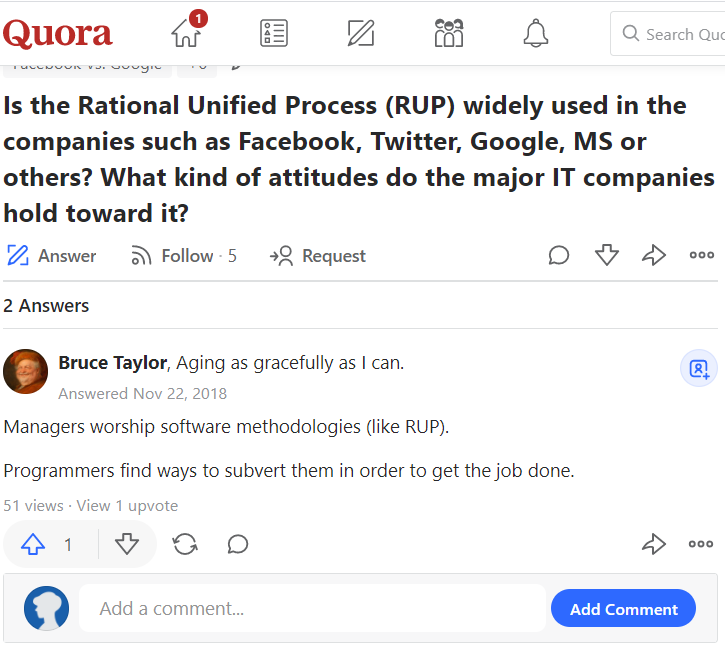 Quora
1
Search Quo
Facebook vs. Google
Is the Rational Unified Process (RUP) widely used in the
companies such as Facebook, Twitter, Google, MS or
others? What kind of attitudes do the major IT companies
hold toward it?
Answer Follow · 5 Request
2 Answers
Bruce Taylor, Aging as gracefully as I can.
Answered Nov 22, 2018
Managers worship software methodologies (like RUP).
Programmers find ways to subvert them in order to get the job done.
51 views · View 1 upvote
1
Add a comment...
Add Comment